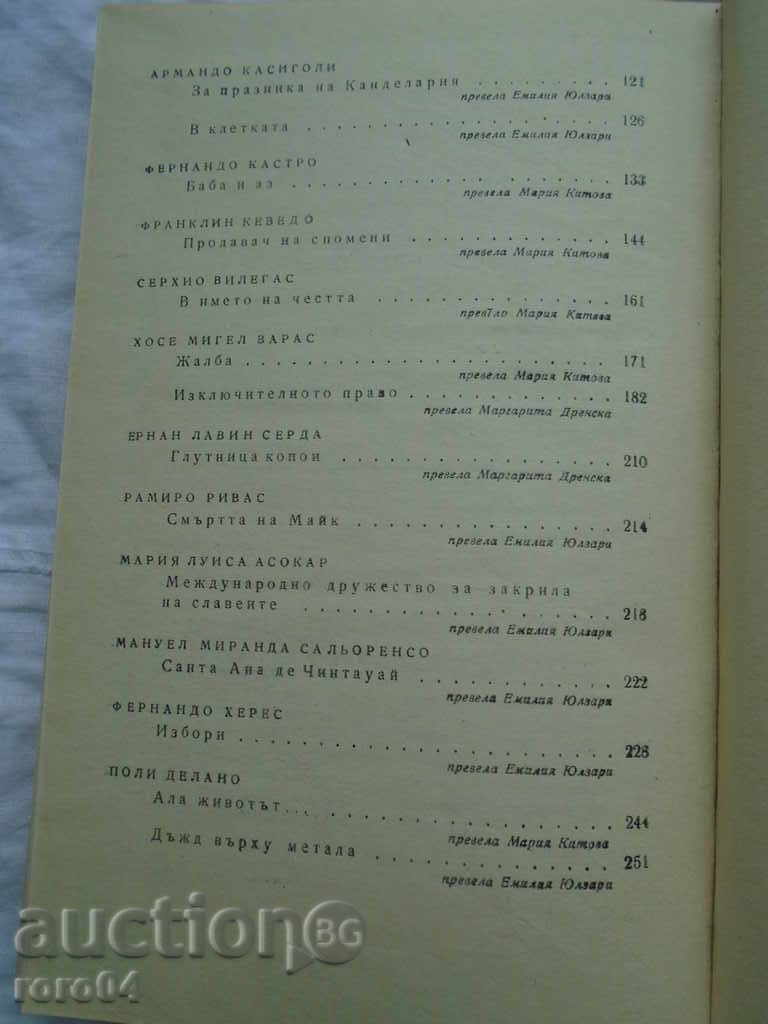 АРМАНДО КАСИГОЛИ
За празника на Канделария . . . . . . . . . 121
превела Емилия Юлзари
В клетката . . . . . . . . . . . . . . . . 126
превела Емилия Юлзари
ФЕРНАНДО КАСТРО
Баба и аз . . . . . . . . . . . . . . . . 133
превела Мария Китова
ФРАНКЛИН КЕВЕДО
Продавач на спомени . . . . . . . . . . . . 144
превела Мария Китова
СЕРХИО ВИЛЕГАС
В името на честта . . . . . . . . . . . . . 161
превела Мария Китова
ХОСЕ МИГЕЛ ВАРАС
Жалба . . . . . . . . . . . . . . . . . . 171
превела Мария Китова
Изключителното право . . . . . . . . . . . . 182
превела Маргарита Дренска
ЕРНАН ЛАВИН СЕРДА
Глутница копои . . . . . . . . . . . . . . 210
превела Маргарита Дренска
РАМИРО РИВАС
Смъртта на Майк . . . . . . . . . . . . . . 214
превела Емилия Юлзари
МАРИЯ ЛУИСА АСОКАР
Международно дружество за закрила
на славеите . . . . . . . . . . . . . . . . 218
превела Емилия Юлзари
МАНУЕЛ МИРАНДА САЛЬОРЕНСО
Санта Ана де Чинтауай . . . . . . . . . . . 222
превела Емилия Юлзари
ФЕРНАНДО ХЕРЕС
Избори . . . . . . . . . . . . . . . . . . 228
превела Емилия Юлзари
ПОЛИ ДЕЛАНО
Ала животът . . . . . . . . . . . . . . . . 244
превела Мария Китова
Дъжд върху метала . . . . . . . . . . . . . 251
превела Емилия Юлзари
auction BG
roro04